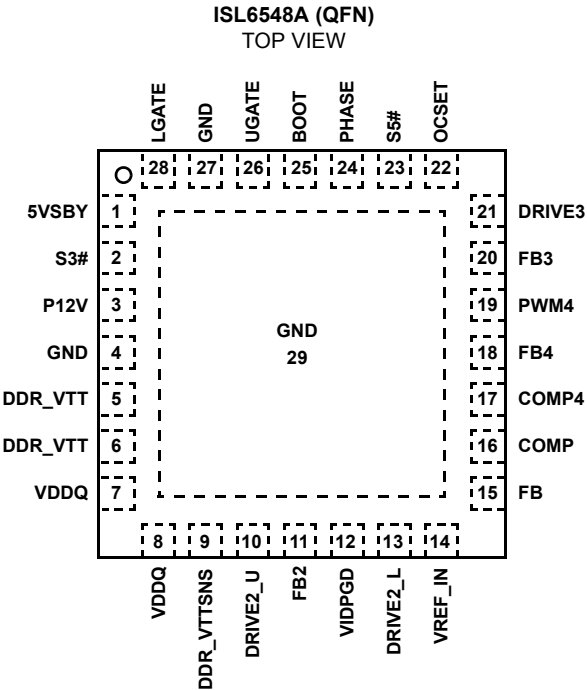 ISL6548A (QFN)
TOP VIEW
LGATE
GND
UGATE
BOOT
PHASE
S5#
OCSET
28 27 26 25 24 23 22
5VSBY 1
S3# 2
P12V 3
GND 4
DDR_VTT 5
DDR_VTT 6
VDDQ 7
GND
29
21 DRIVE3
20 FB3
19 PWM4
18 FB4
17 COMP4
16 COMP
15 FB
8 9 10 11 12 13 14
VDDQ
DDR_VTTSNS
DRIVE2_U
FB2
VIDPGD
DRIVE2_L
VREF_IN